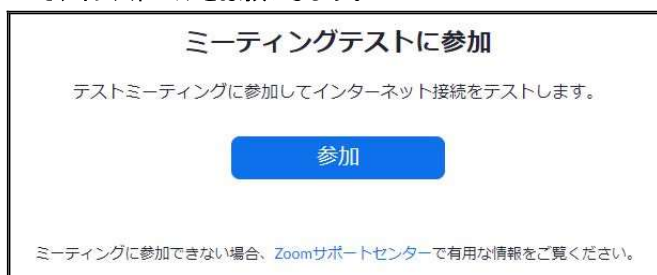 ミーティングテストに参加
テストミーティングに参加してインターネット接続をテストします。
参加
ミーティングに参加できない場合、Zoomサポートセンターで有用な情報をご覧ください。